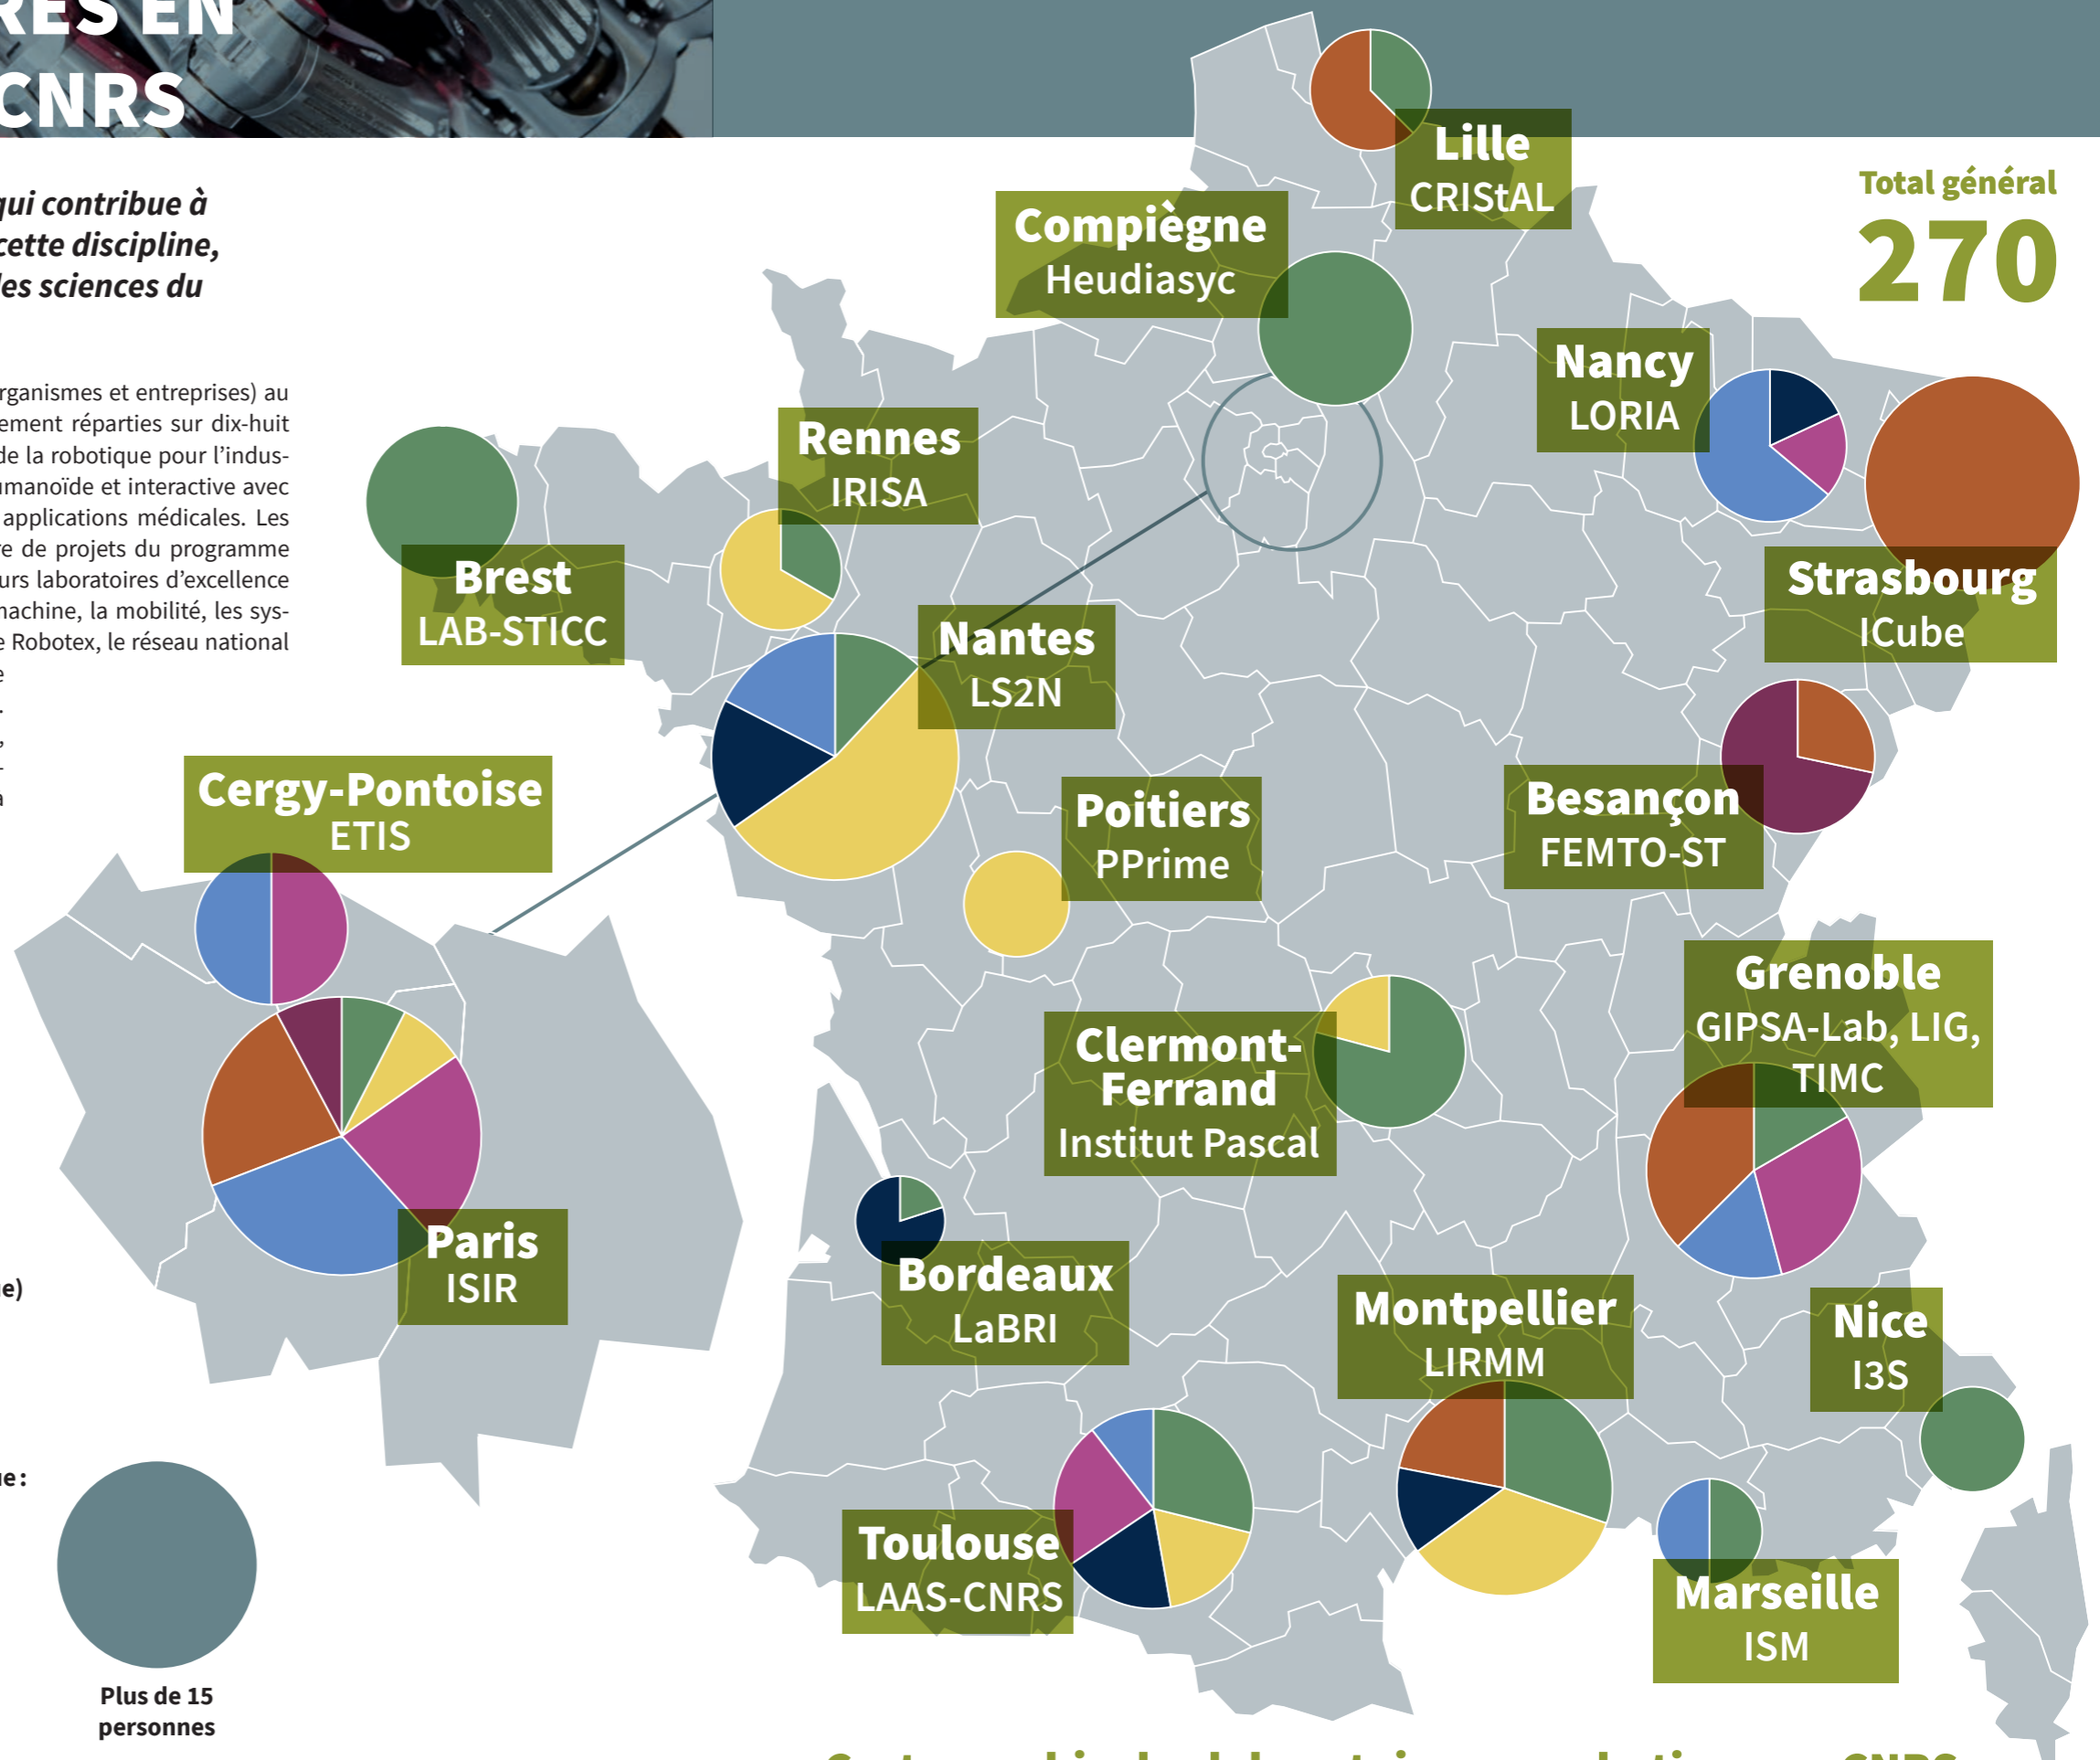 RES EN
CNRS
qui contribue à
cette discipline,
les sciences du
rganismes et entreprises) au
ement réparties sur dix-huit
de la robotique pour l’indus-
umanoïde et interactive avec
applications médicales. Les
re de projets du programme
urs laboratoires d’excellence
machine, la mobilité, les sys-
e Robotex, le réseau national
e
-
,
-
a
Total général
270
Lille
CRIStAL
Compiègne
Heudiasyc
Nancy
LORIA
Strasbourg
ICube
Rennes
IRISA
Brest
LAB-STICC
Nantes
LS2N
Cergy-Pontoise
ETIS
Poitiers
PPrime
Besançon
FEMTO-ST
Grenoble
GIPSA-Lab, LIG,
TIMC
Clermont-
Ferrand
Institut Pascal
Paris
ISIR
Bordeaux
LaBRI
Montpellier
LIRMM
Nice
I3S
Toulouse
LAAS-CNRS
Marseille
ISM
e)
ue :
Plus de 15
personnes